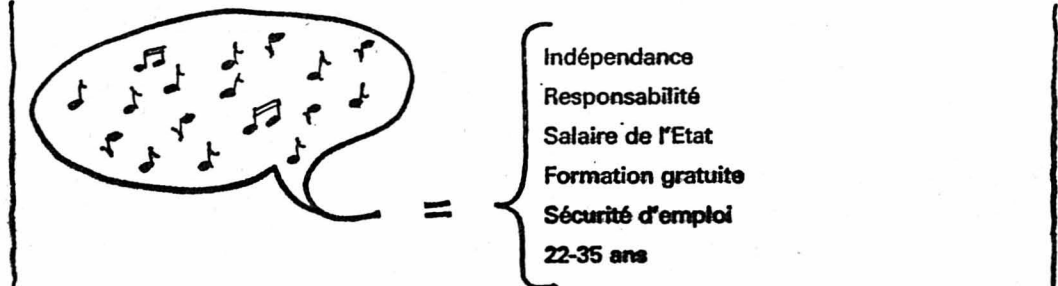 =
Indépendance
Responsabilité
Salaire de l'Etat
Formation gratuite
Sécurité d'emploi
22-35 ans